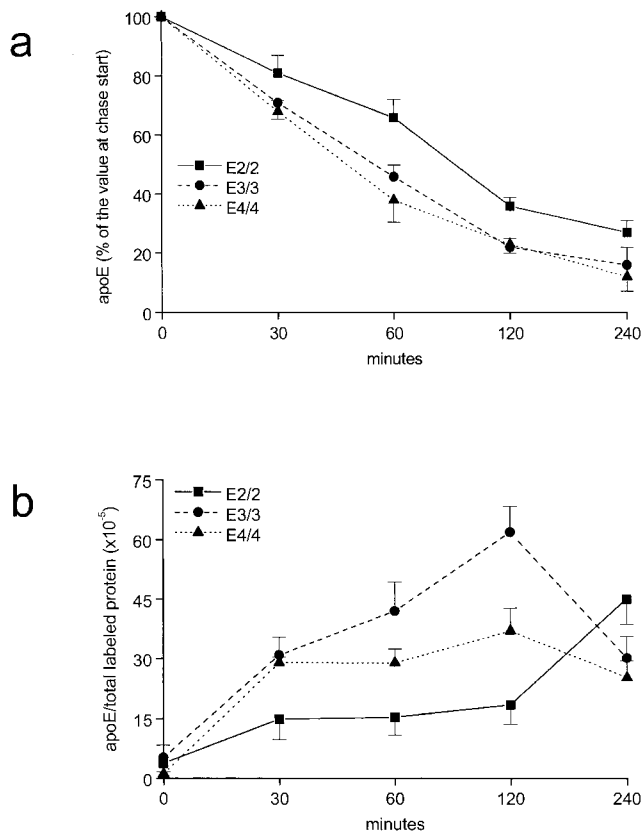 a
apoE (% of the value at chase start)
100
80
60
40
20
0
E2/2
E3/3
E4/4
0 30 60 120 240
minutes
b
apoE/total labeled protein (x10⁻⁵)
75
60
45
30
15
0
E2/2
E3/3
E4/4
0 30 60 120 240
minutes